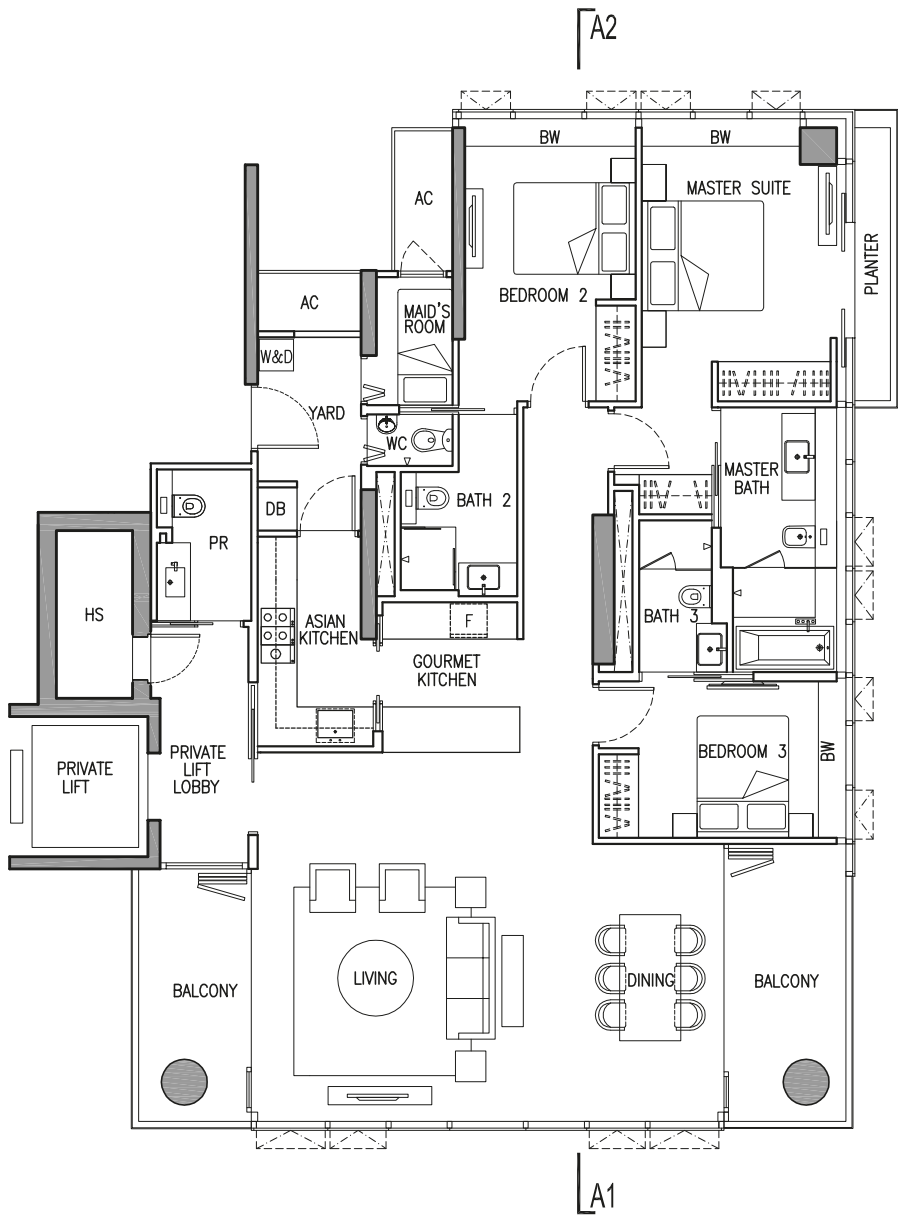 A2
BW
BW
AC
MASTER SUITE
PLANTER
BEDROOM 2
AC
MAID'S
ROOM
W&D
YARD
WC
MASTER
BATH
BATH 2
DB
PR
HS
ASIAN
KITCHEN
F
BATH 3
GOURMET
KITCHEN
BEDROOM 3
BW
PRIVATE
LIFT
PRIVATE
LIFT
LOBBY
BALCONY
LIVING
DINING
BALCONY
A1